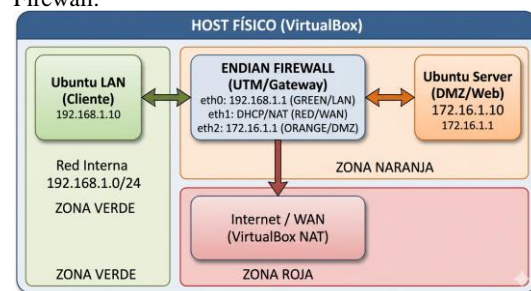 Firewall.
HOST FÍSICO (VirtualBox)
Ubuntu LAN
(Cliente)
192.168.1.10
Red Interna
192.168.1.0/24
ZONA VERDE
ZONA VERDE
ENDIAN FIREWALL
(UTM/Gateway)
eth0: 192.168.1.1 (GREEN/LAN)
eth1: DHCP/NAT (RED/WAN)
eth2: 172.16.1.1 (ORANGE/DMZ)
Ubuntu Server
(DMZ/Web)
172.16.1.10
172.16.1.1
ZONA NARANJA
Internet / WAN
(VirtualBox NAT)
ZONA ROJA